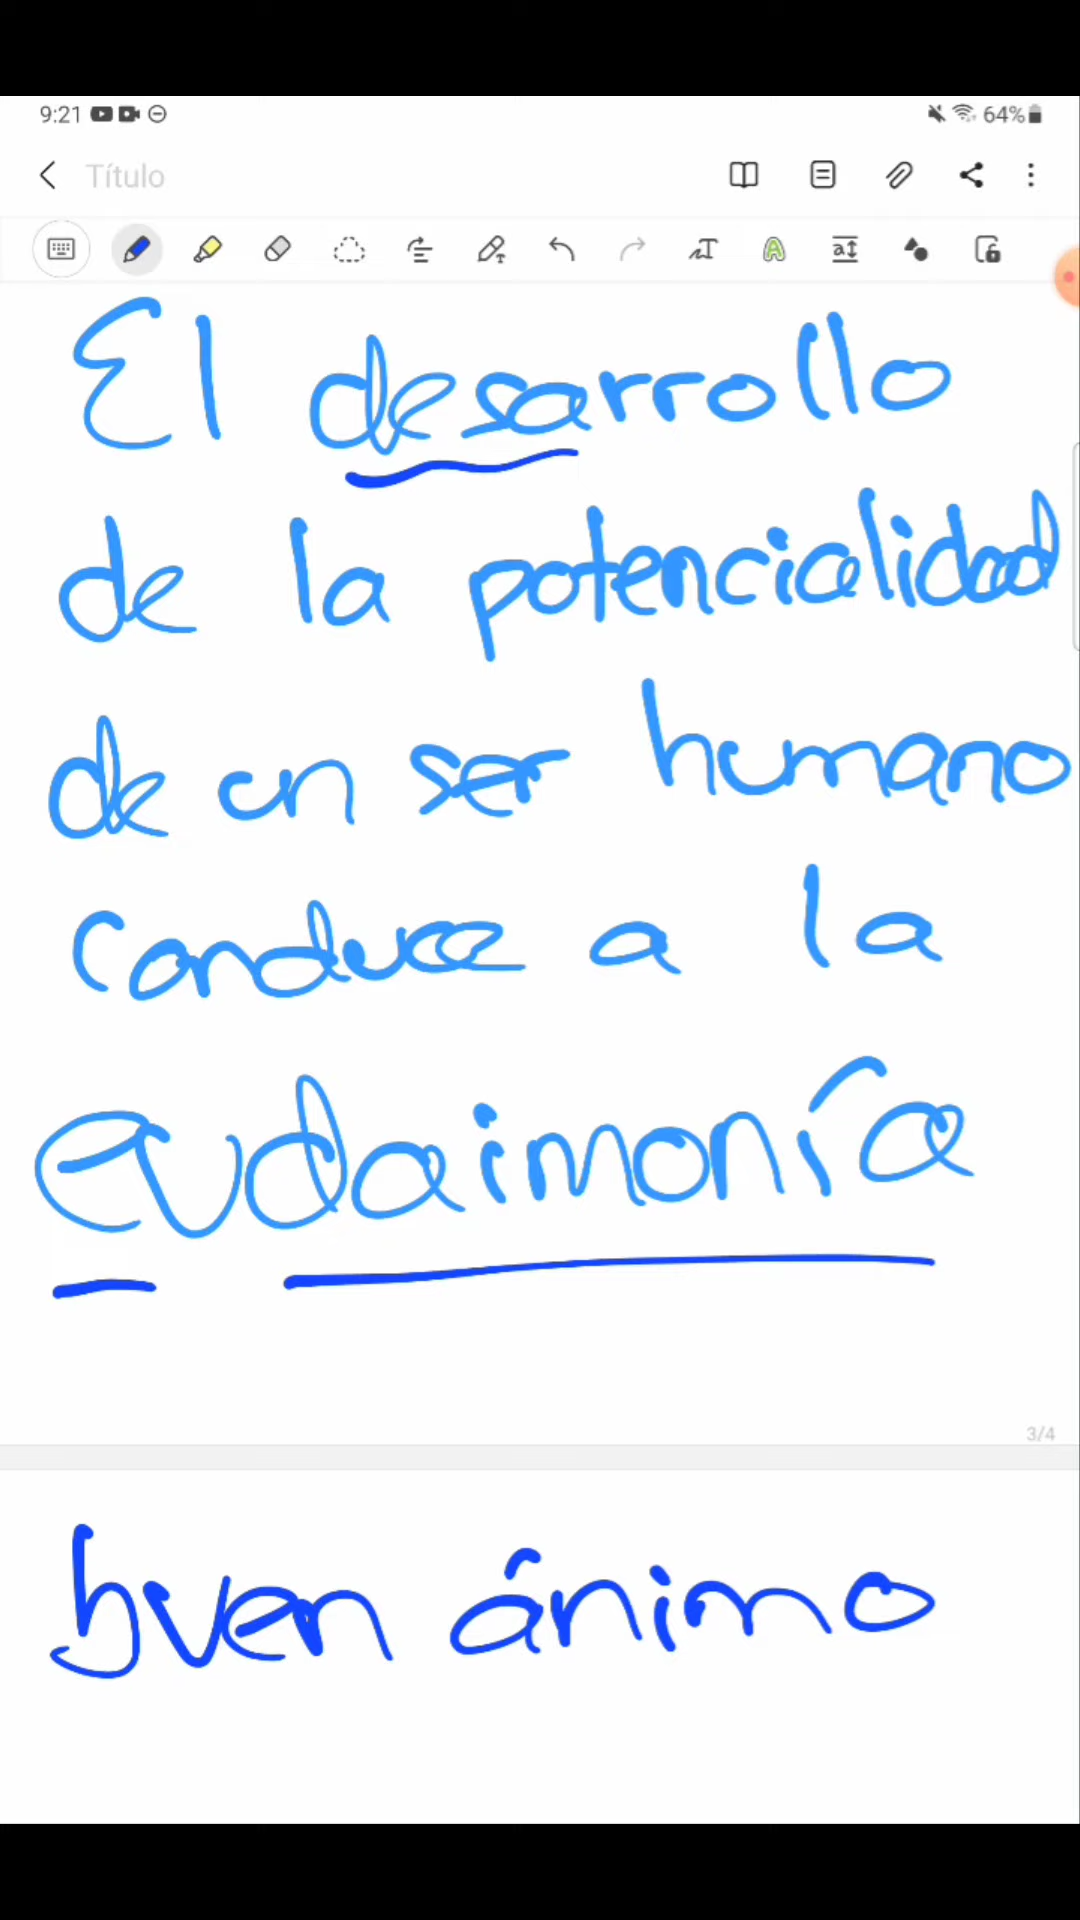 9:21 64%
Título
El desarrollo
de la potencialidad
de un ser humano
conduce a la
eudaimonía
3/4
buen ánimo